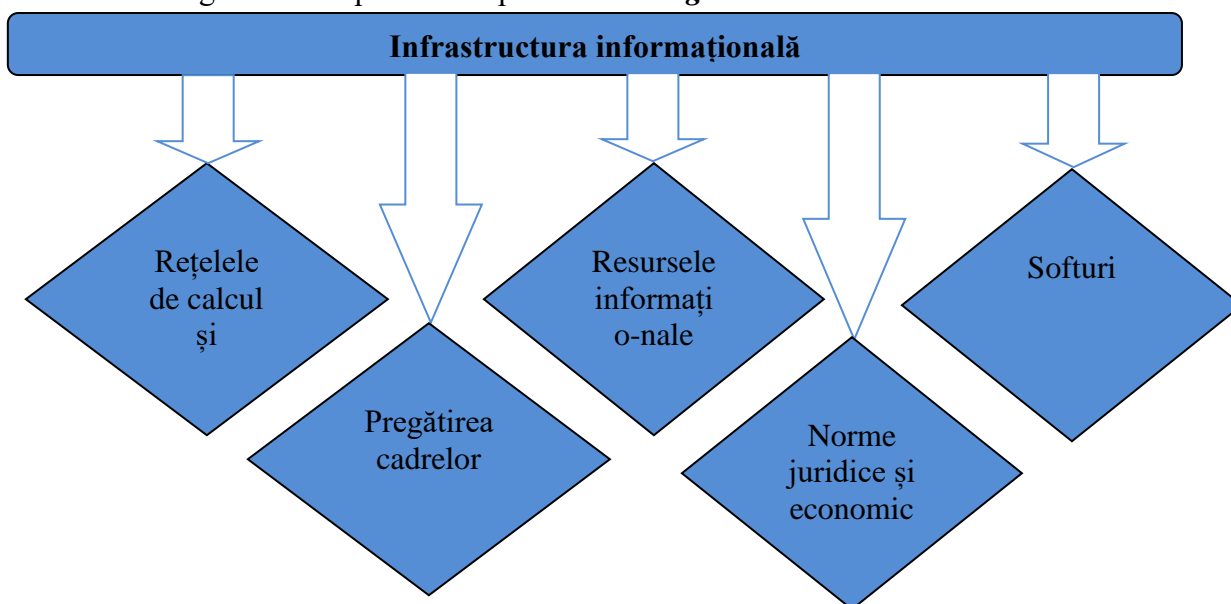 Infrastructura informațională
Rețelele
de calcul
și
Pregătirea
cadrelor
Resursele
informați
o-nale
Norme
juridice și
economic
Softuri